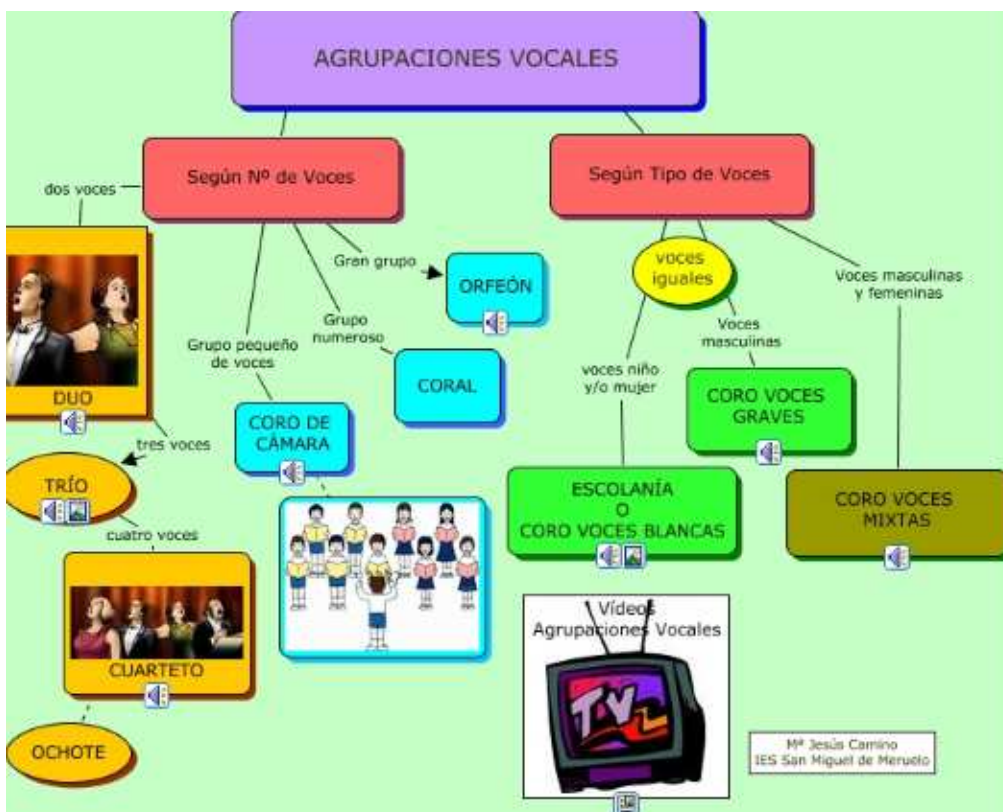 AGRUPACIONES VOCALES
Según Nº de Voces
Según Tipo de Voces
dos voces
DUO
tres voces
TRÍO
cuatro voces
CUARTETO
OCHOTE
Grupo pequeño
de voces
CORO DE
CÁMARA
Grupo
numeroso
CORAL
Gran grupo
ORFEÓN
voces
iguales
voces niño
y/o mujer
ESCOLANÍA
O
CORO VOCES BLANCAS
Voces
masculinas
CORO VOCES
GRAVES
Voces masculinas
y femeninas
CORO VOCES
MIXTAS
Vídeos
Agrupaciones Vocales
TV
Mª Jesús Camino
IES San Miguel de Meruelo